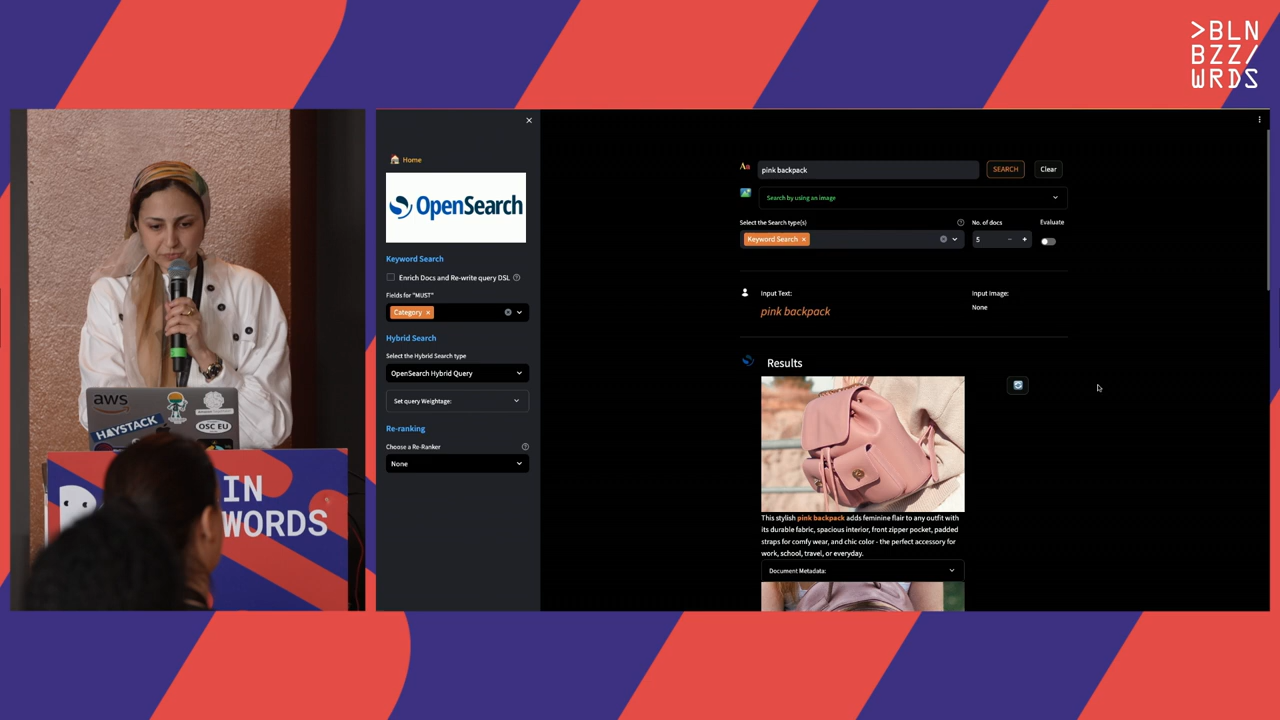 >BLN
BZZ/
WRDS
aws
HAYSTACK
OSC EU
IN
WORDS
Home
OpenSearch
Keyword Search
Enrich Docs and Re-write query DSL
Fields for "MUST"
Category ×
Hybrid Search
Select the Hybrid Search type
OpenSearch Hybrid Query
Set query Weightage:
Re-ranking
Choose a Re-Ranker
None
Aa
pink backpack
SEARCH
Clear
Search by using an image
Select the Search type(s)
No. of docs
Evaluate
Keyword Search ×
5
− +
Input Text:
Input Image:
pink backpack
None
Results
This stylish pink backpack adds feminine flair to any outfit with
its durable fabric, spacious interior, front zipper pocket, padded
straps for comfy wear, and chic color - the perfect accessory for
work, school, travel, or everyday.
Document Metadata: